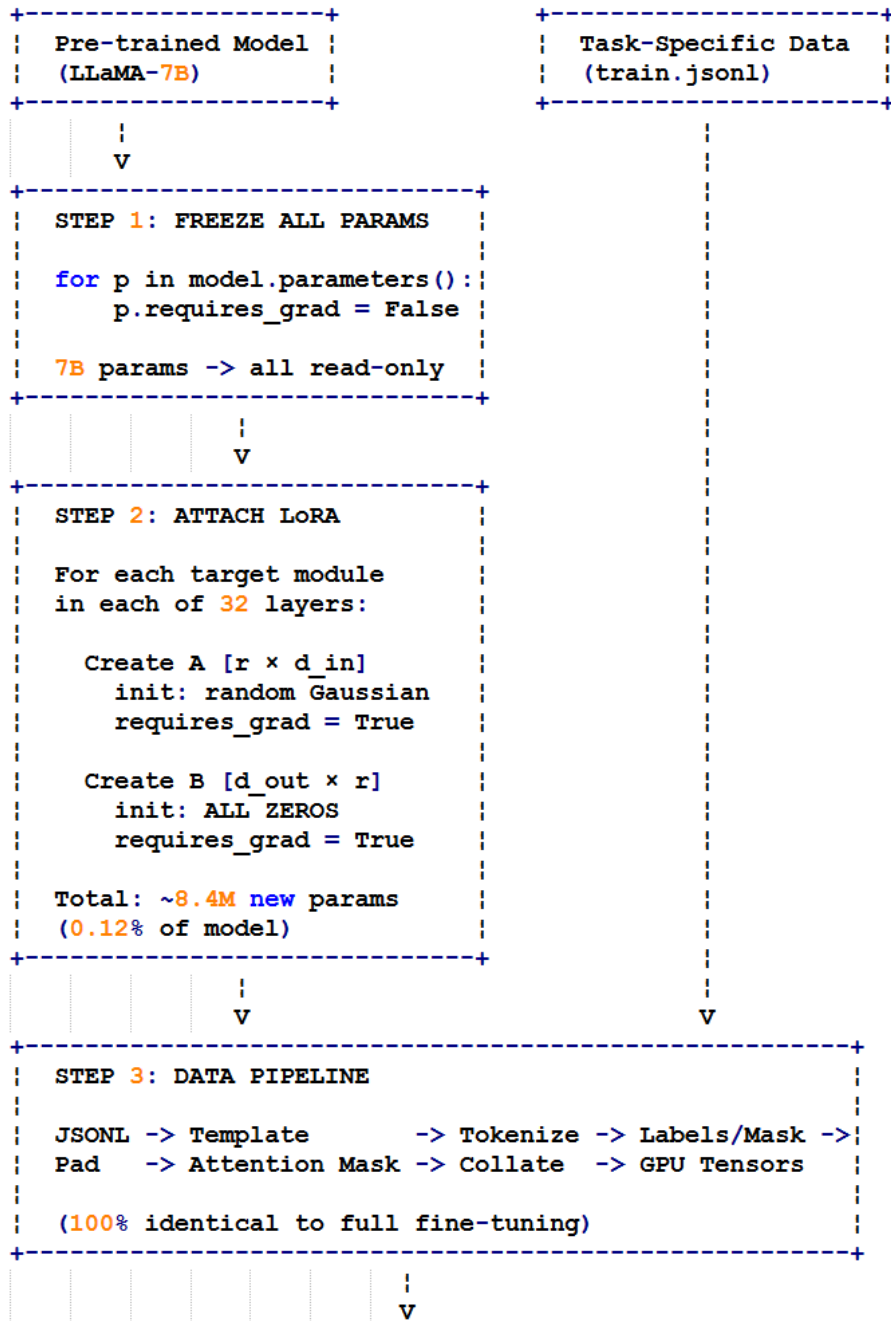 +--------------------+ +----------------------+
¦ Pre-trained Model ¦ ¦ Task-Specific Data ¦
¦ (LLaMA-7B) ¦ ¦ (train.jsonl) ¦
+--------------------+ +----------------------+
¦ ¦
v ¦
+------------------------------+ ¦
¦ STEP 1: FREEZE ALL PARAMS ¦ ¦
¦ ¦ ¦
¦ for p in model.parameters():¦ ¦
¦ p.requires_grad = False ¦ ¦
¦ ¦ ¦
¦ 7B params -> all read-only ¦ ¦
+------------------------------+ ¦
¦ ¦
v ¦
+------------------------------+ ¦
¦ STEP 2: ATTACH LoRA ¦ ¦
¦ ¦ ¦
¦ For each target module ¦ ¦
¦ in each of 32 layers: ¦ ¦
¦ ¦ ¦
¦ Create A [r × d_in] ¦ ¦
¦ init: random Gaussian ¦ ¦
¦ requires_grad = True ¦ ¦
¦ ¦ ¦
¦ Create B [d_out × r] ¦ ¦
¦ init: ALL ZEROS ¦ ¦
¦ requires_grad = True ¦ ¦
¦ ¦ ¦
¦ Total: ~8.4M new params ¦ ¦
¦ (0.12% of model) ¦ ¦
+------------------------------+ ¦
¦ ¦
v v
+-------------------------------------------------------+
¦ STEP 3: DATA PIPELINE ¦
¦ ¦
¦ JSONL -> Template -> Tokenize -> Labels/Mask ->¦
¦ Pad -> Attention Mask -> Collate -> GPU Tensors ¦
¦ ¦
¦ (100% identical to full fine-tuning) ¦
+-------------------------------------------------------+
¦
v